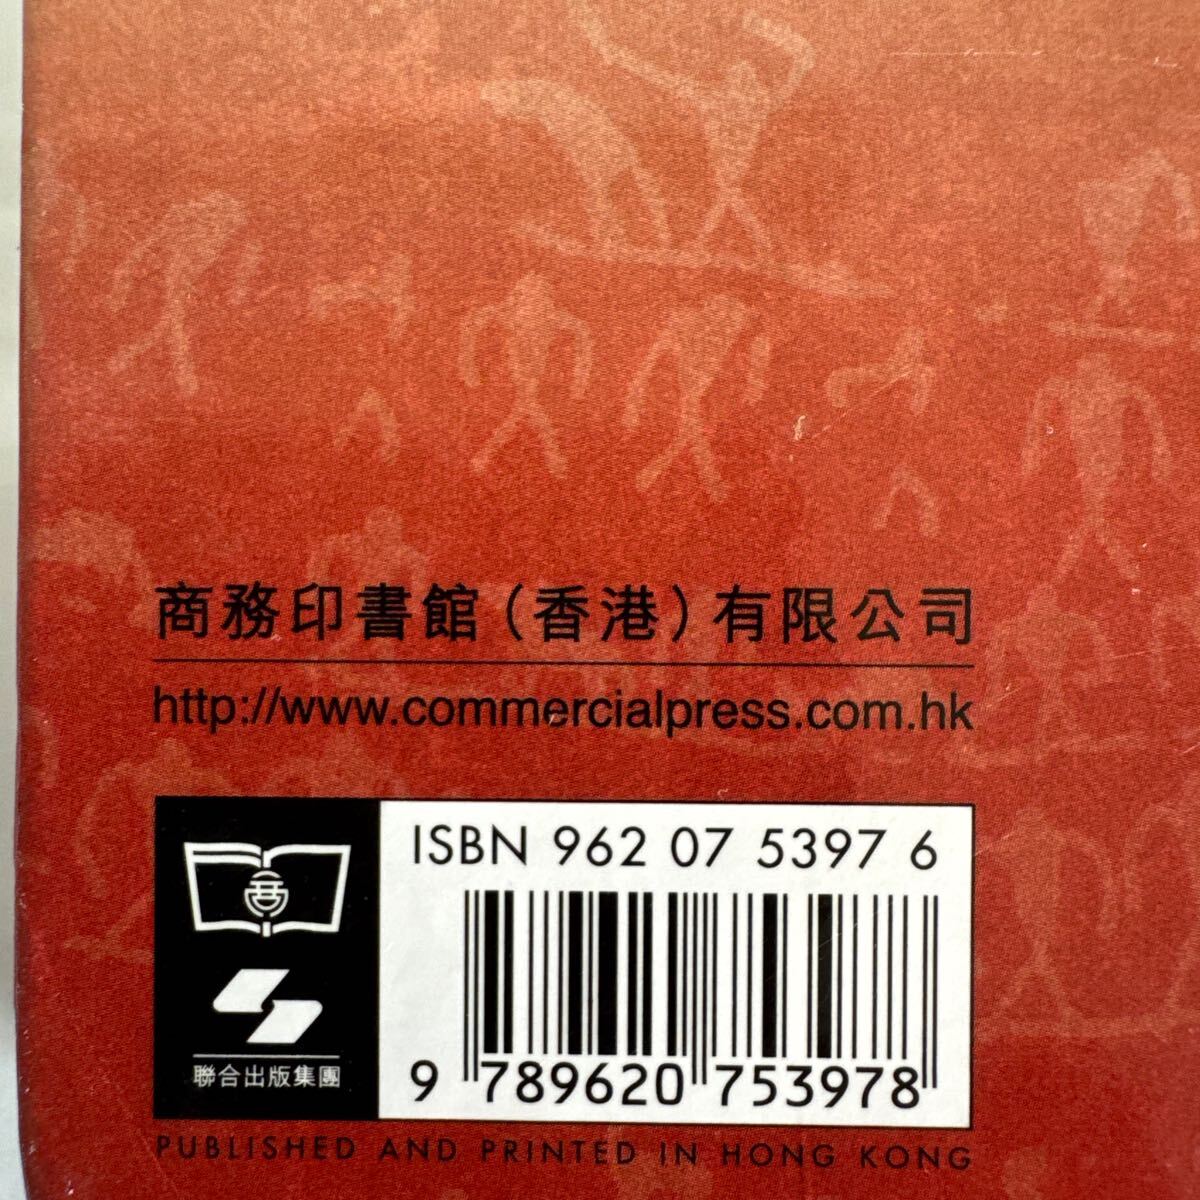 商務印書館（香港）有限公司
http://www.commercialpress.com.hk
ISBN 962 07 5397 6
商
聯合出版集團
9 789620 753978
PUBLISHED AND PRINTED IN HONG KONG